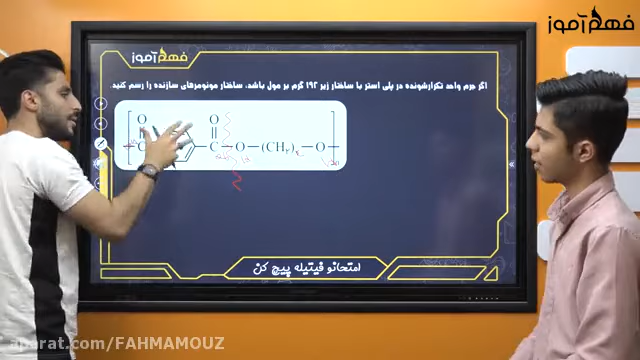 فهم آموز
فهم آموز
اگر جرم واحد تکرارشونده در پلی استر با ساختار زیر ۱۹۲ گرم بر مول باشد، ساختار مونومرهای سازنده را رسم کنید.
O O
C C — O — (CH₂)ₓ — O
امتحانو فیتیله پیچ کن
aparat.com/FAHMAMOUZ